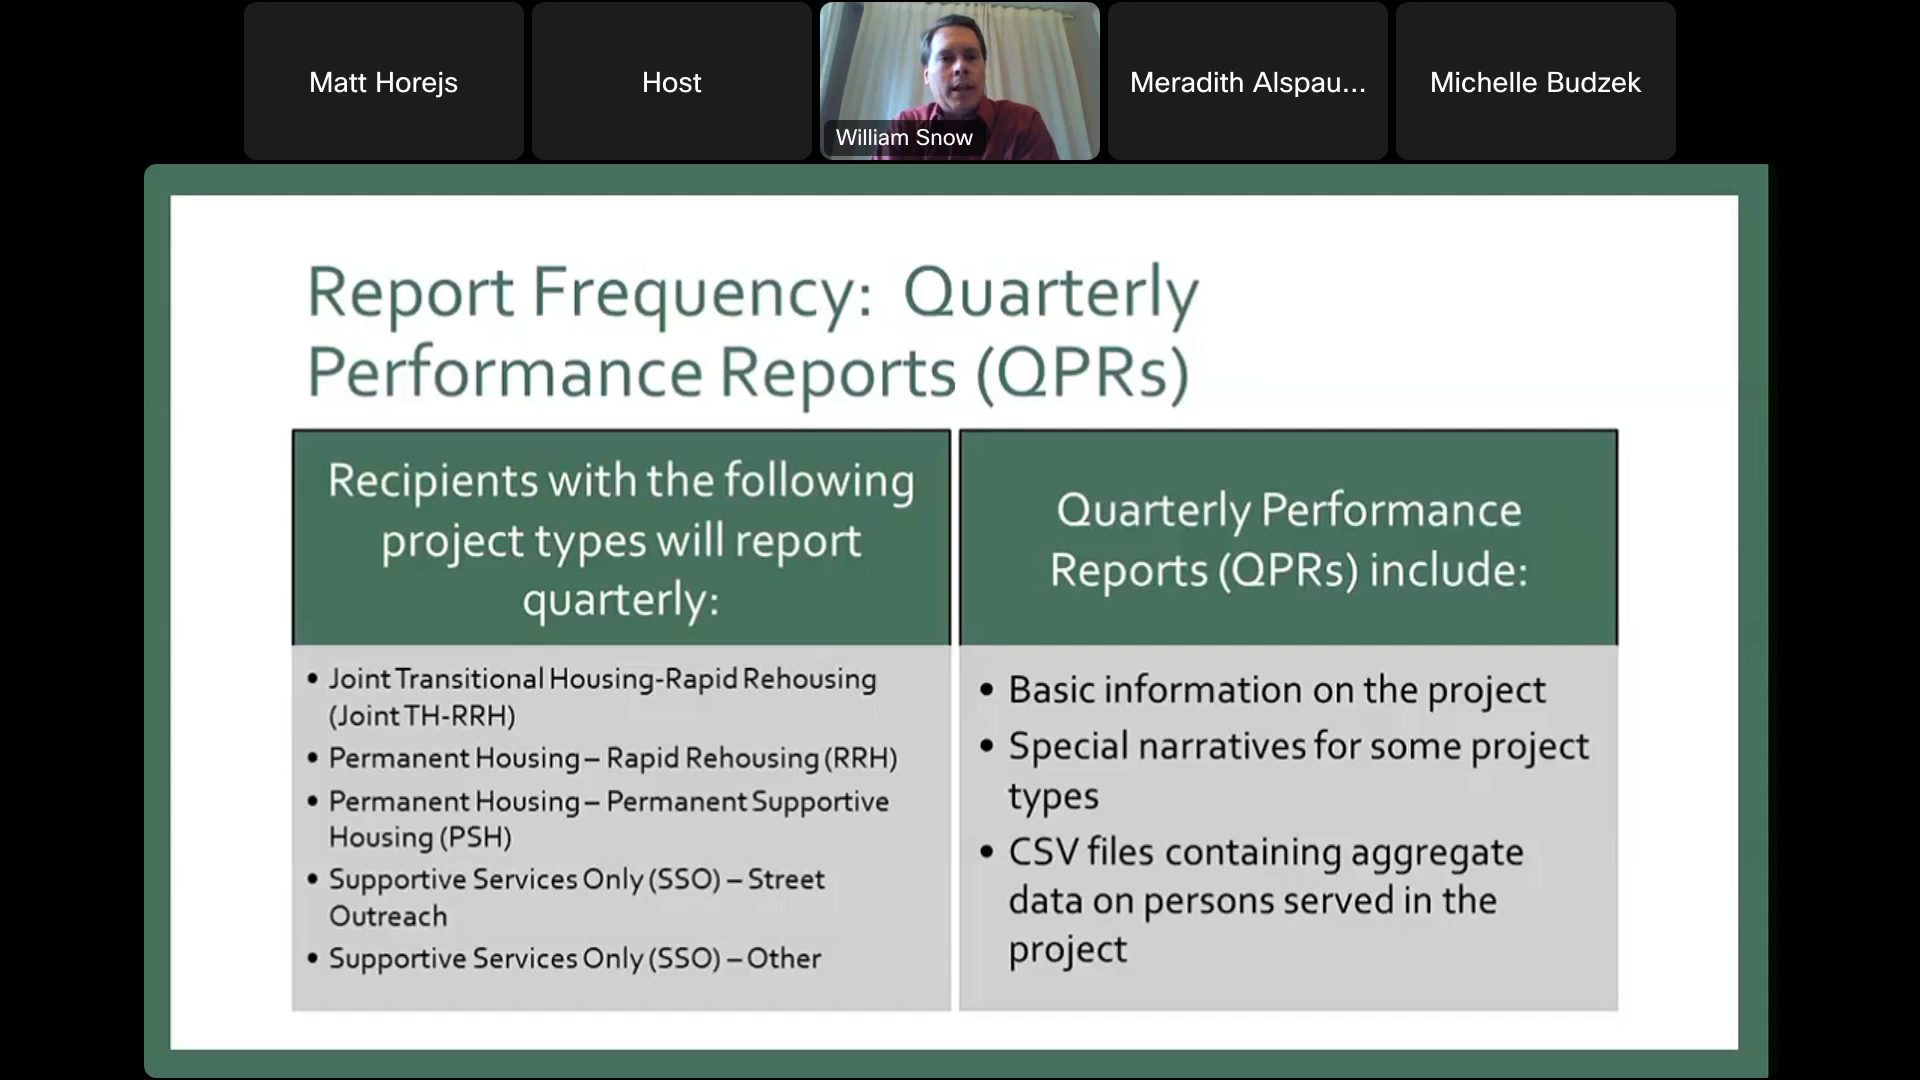 Matt Horejs
Host
William Snow
Meradith Alspau...
Michelle Budzek
Report Frequency: Quarterly
Performance Reports (QPRs)
Recipients with the following
project types will report
quarterly:
• Joint Transitional Housing-Rapid Rehousing
(Joint TH-RRH)
• Permanent Housing – Rapid Rehousing (RRH)
• Permanent Housing – Permanent Supportive
Housing (PSH)
• Supportive Services Only (SSO) – Street
Outreach
• Supportive Services Only (SSO) – Other
Quarterly Performance
Reports (QPRs) include:
• Basic information on the project
• Special narratives for some project
types
• CSV files containing aggregate
data on persons served in the
project